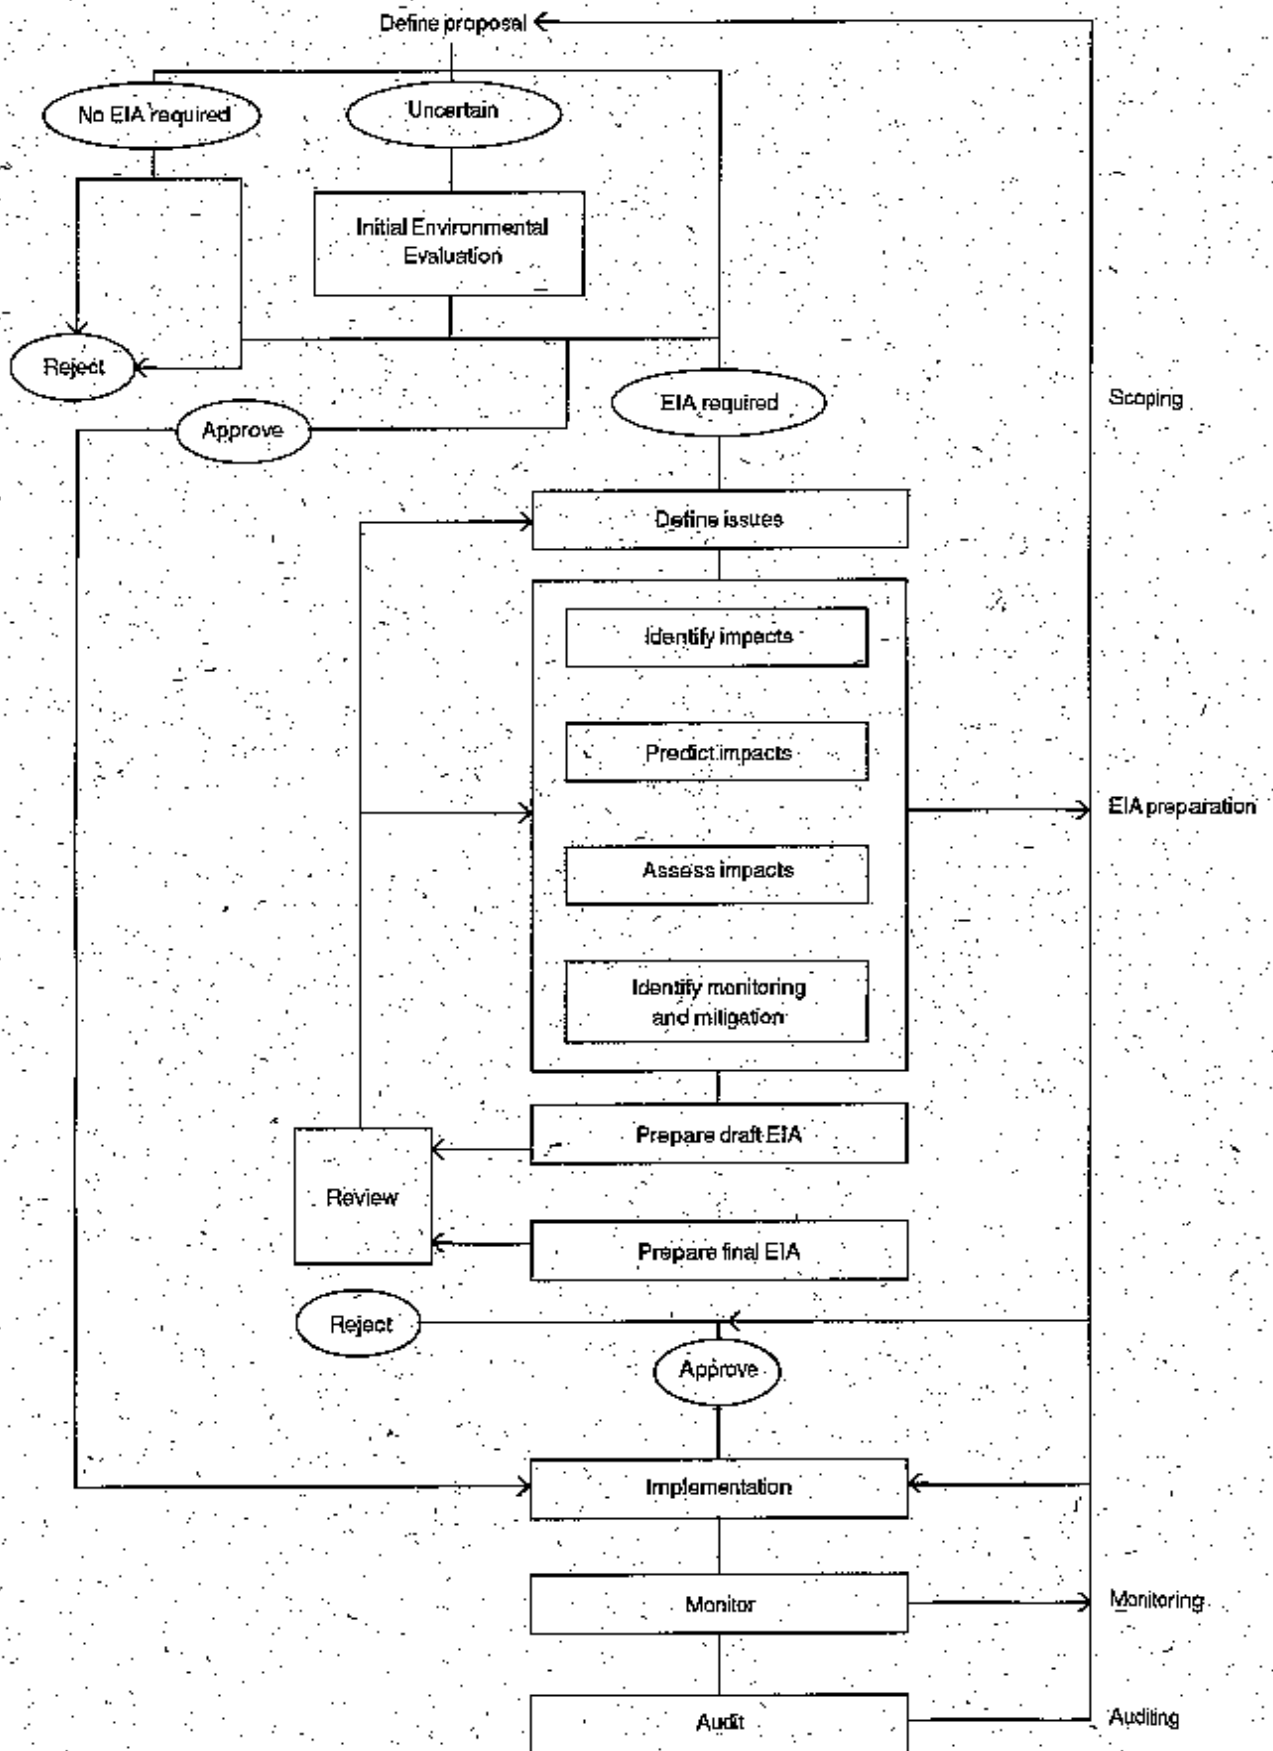 Define proposal
No EIA required
Uncertain
Initial Environmental
Evaluation
Reject
EIA required
Scoping
Approve
Define issues
Identify impacts
Predict impacts
EIA preparation
Assess impacts
Identify monitoring
and mitigation
Prepare draft EIA
Review
Prepare final EIA
Reject
Approve
Implementation
Monitor
Monitoring
Audit
Auditing